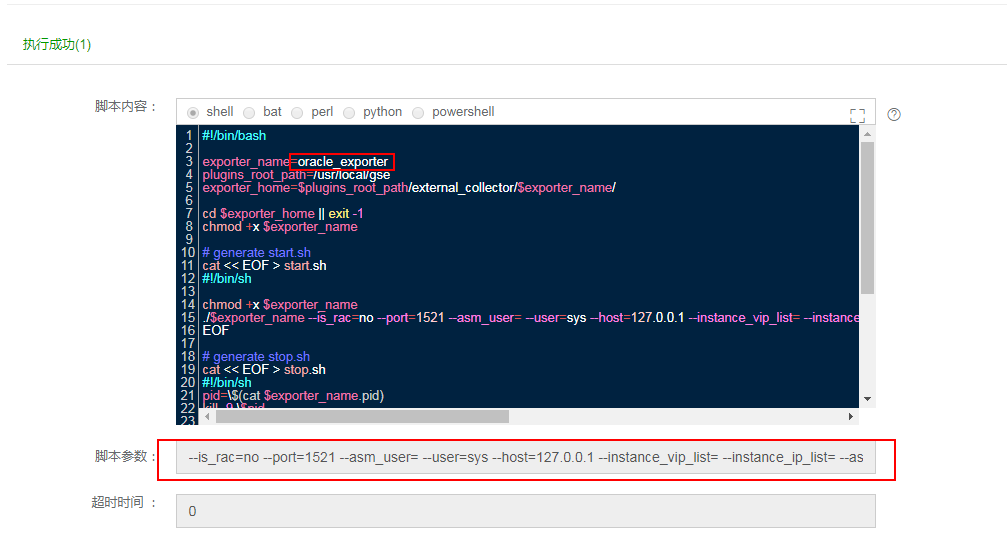 执行成功(1)
脚本内容：
shell bat perl python powershell
1 #!/bin/bash
2
3 exporter_name=oracle_exporter
4 plugins_root_path=/usr/local/gse
5 exporter_home=$plugins_root_path/external_collector/$exporter_name/
6
7 cd $exporter_home || exit -1
8 chmod +x $exporter_name
9
10 # generate start.sh
11 cat << EOF > start.sh
12 #!/bin/sh
13
14 chmod +x $exporter_name
15 ./$exporter_name --is_rac=no --port=1521 --asm_user= --user=sys --host=127.0.0.1 --instance_vip_list= --instance
16 EOF
17
18 # generate stop.sh
19 cat << EOF > stop.sh
20 #!/bin/sh
21 pid=\$(cat $exporter_name.pid)
22 kill -9 \$pid
23
脚本参数：
--is_rac=no --port=1521 --asm_user= --user=sys --host=127.0.0.1 --instance_vip_list= --instance_ip_list= --as
超时时间 ：
0